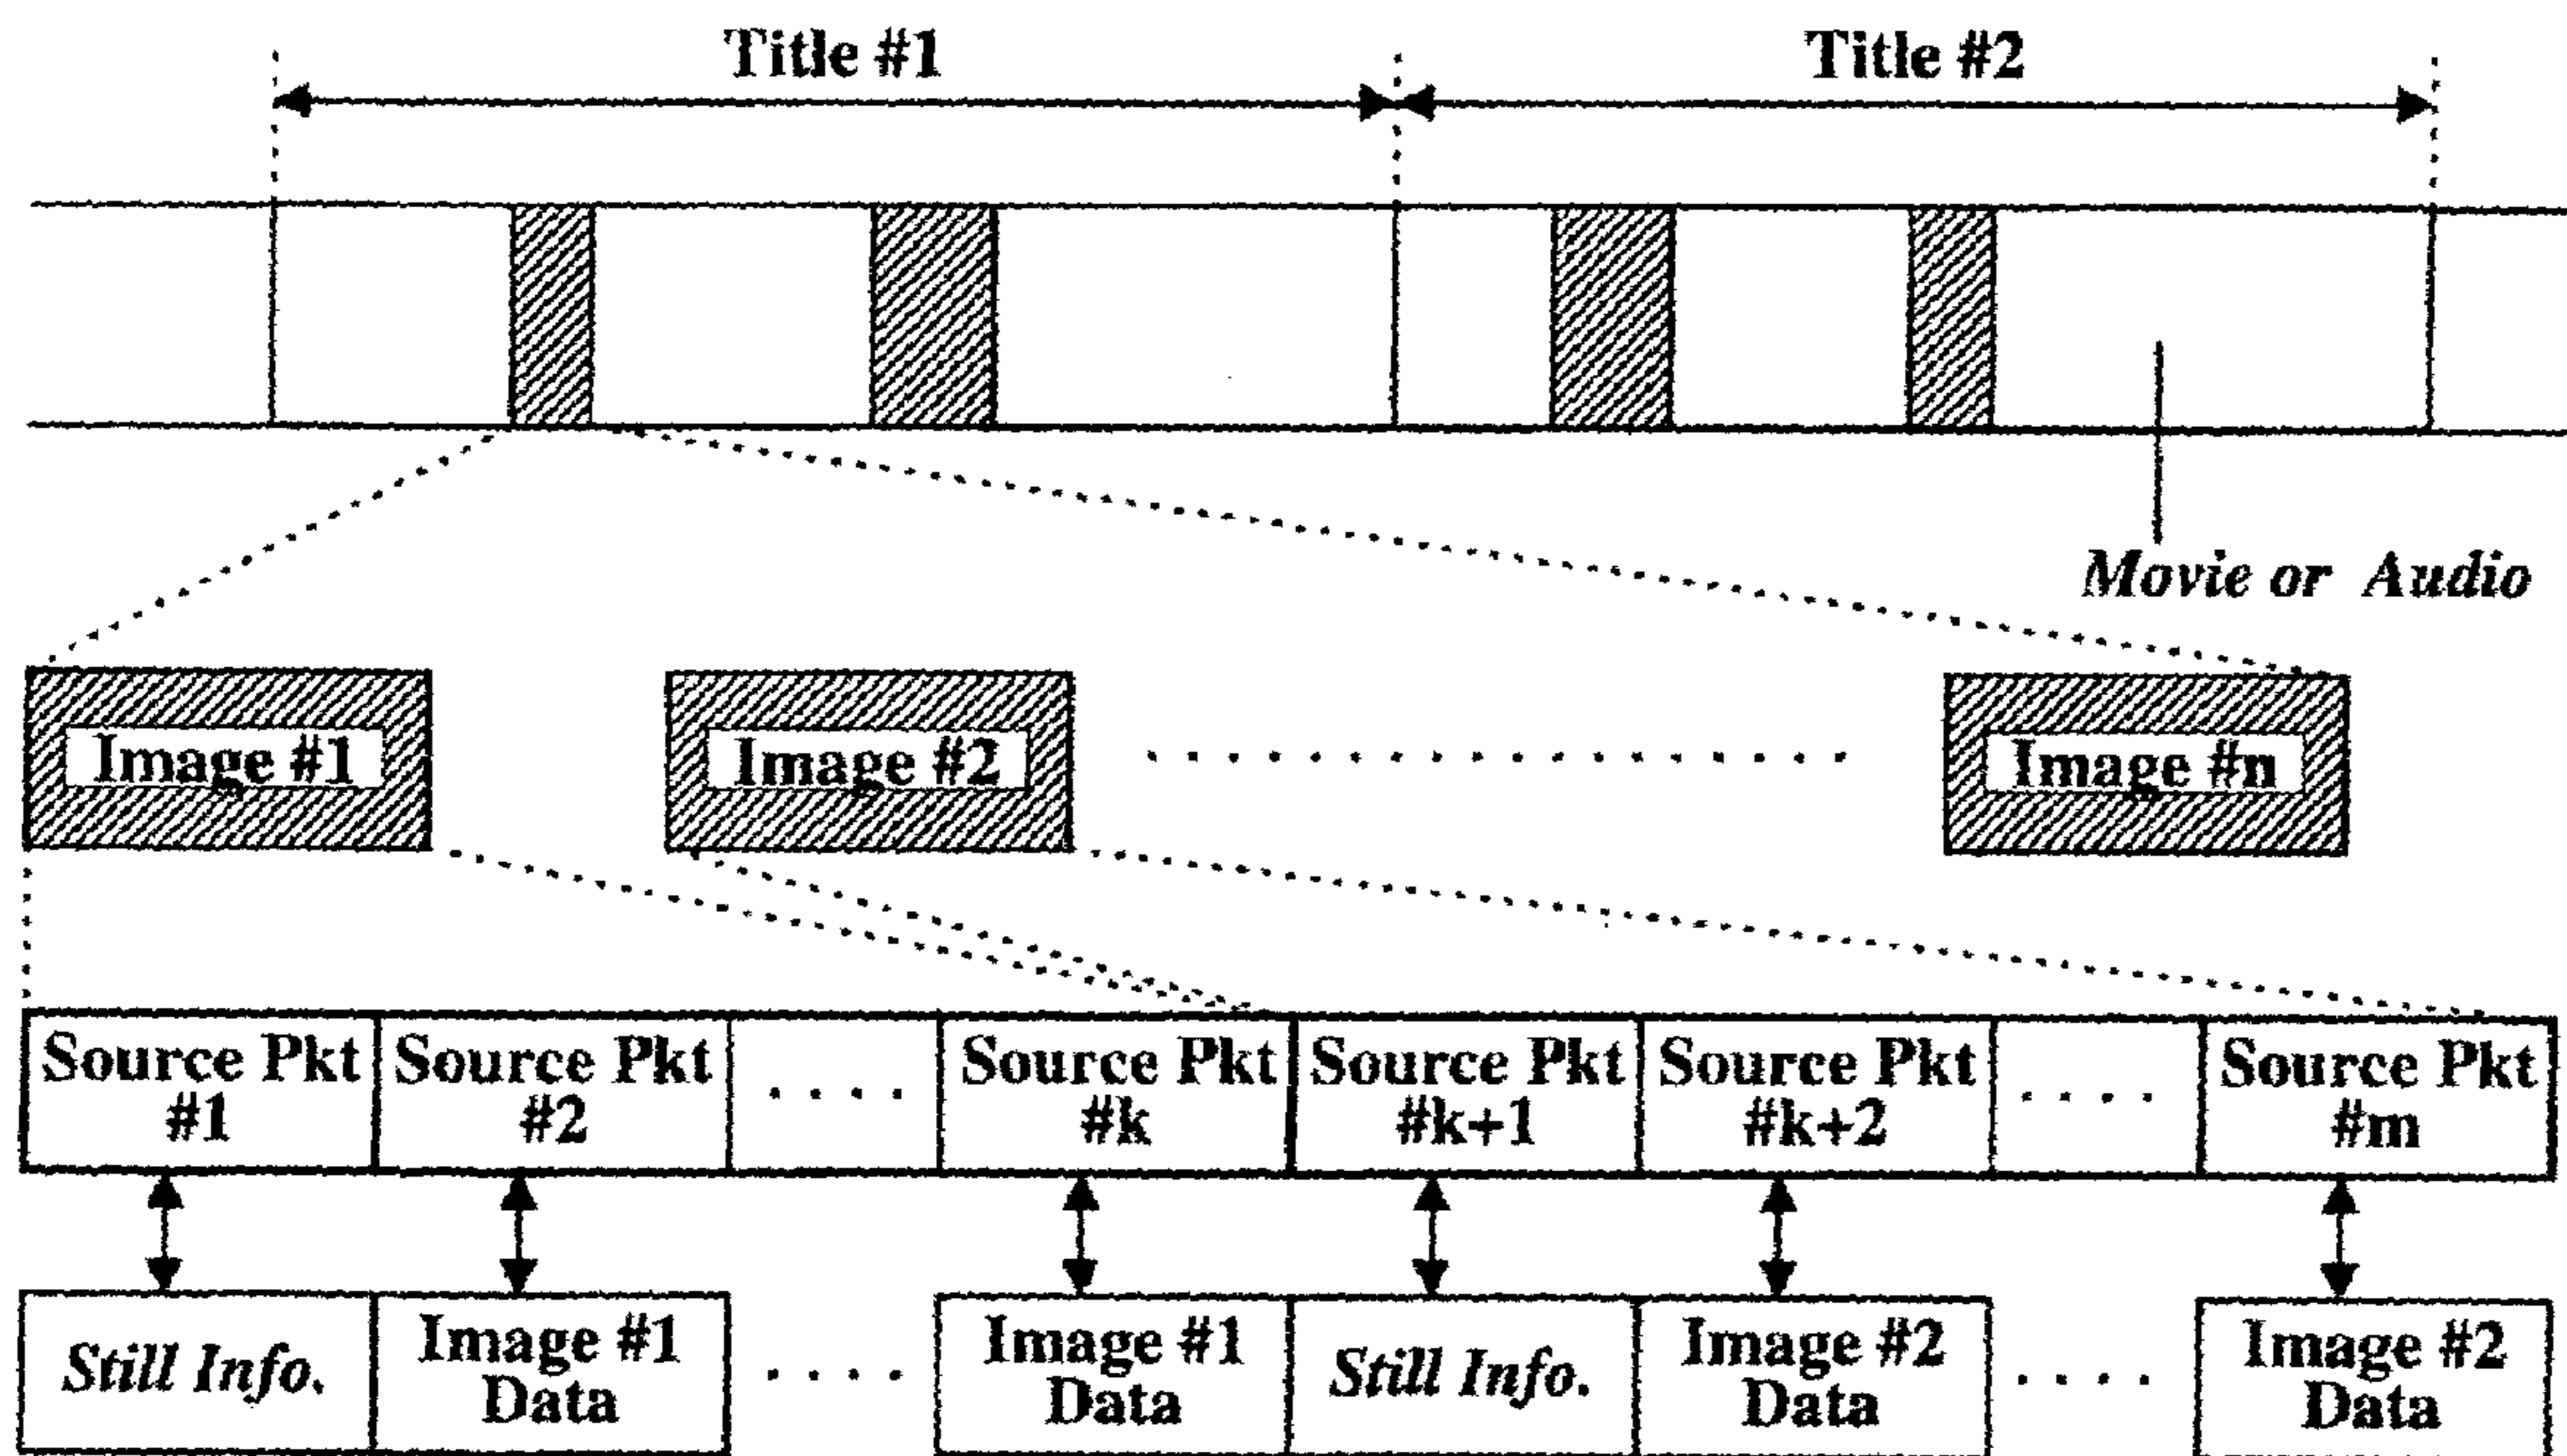 Title #1
Title #2
Movie or Audio
Image #1
Image #2
Image #n
Source Pkt
#1
Source Pkt
#2
Source Pkt
#k
Source Pkt
#k+1
Source Pkt
#k+2
Source Pkt
#m
Still Info.
Image #1
Data
Image #1
Data
Still Info.
Image #2
Data
Image #2
Data